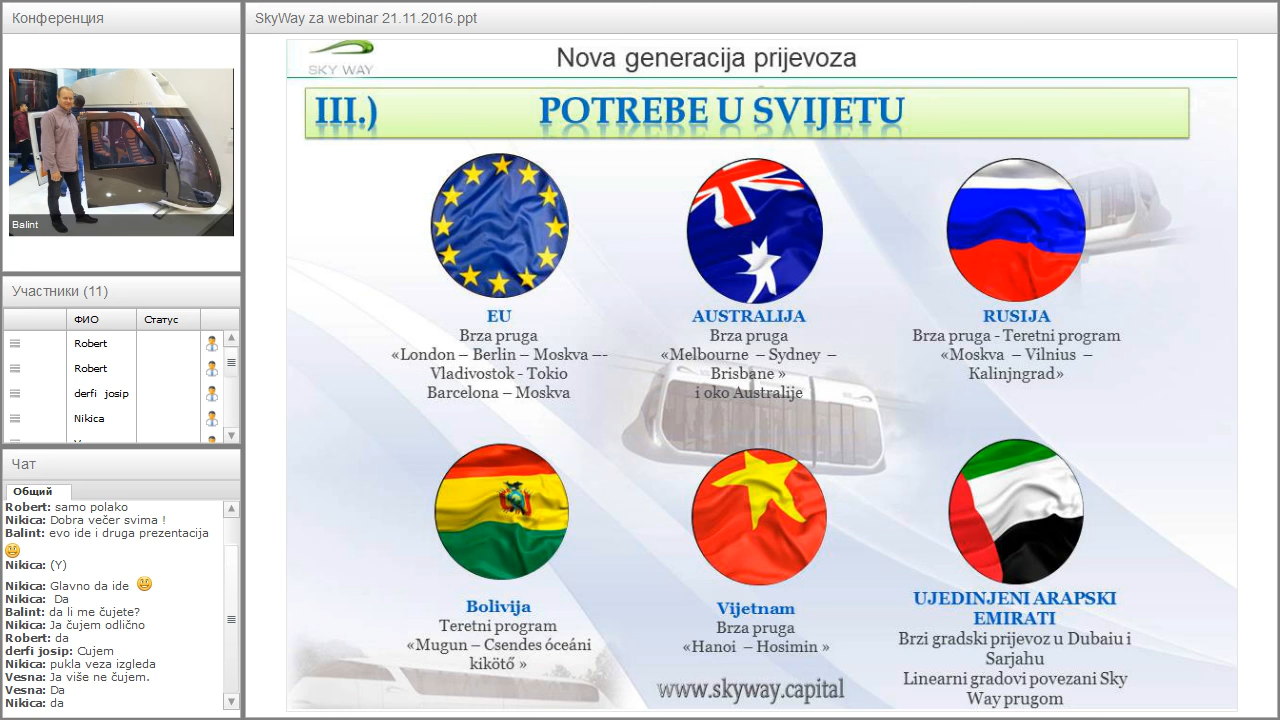 Конференция
Balint
Участники (11)
ФИО
Статус
Robert
Robert
derfi josip
Nikica
Чат
Общий
Robert: samo polako
Nikica: Dobra večer svima !
Balint: evo ide i druga prezentacija
Nikica: (Y)
Nikica: Glavno da ide
Nikica: Da
Balint: da li me čujete?
Nikica: Ja čujem odlično
Robert: da
derfi josip: Cujem
Nikica: pukla veza izgleda
Vesna: Ja više ne čujem.
Vesna: Da
Nikica: da
SkyWay za webinar 21.11.2016.ppt
SKY WAY
Nova generacija prijevoza
III.) POTREBE U SVIJETU
EU
Brza pruga
«London – Berlin – Moskva –-
Vladivostok - Tokio
Barcelona – Moskva
AUSTRALIJA
Brza pruga
«Melbourne – Sydney –
Brisbane »
i oko Australije
RUSIJA
Brza pruga - Teretni program
«Moskva – Vilnius –
Kalinjngrad»
Bolivija
Teretni program
«Mugun – Csendes óceáni
kikötő »
Vijetnam
Brza pruga
«Hanoi – Hosimin »
UJEDINJENI ARAPSKI
EMIRATI
Brzi gradski prijevoz u Dubaiu i
Sarjahu
Linearni gradovi povezani Sky
Way prugom
www.skyway.capital